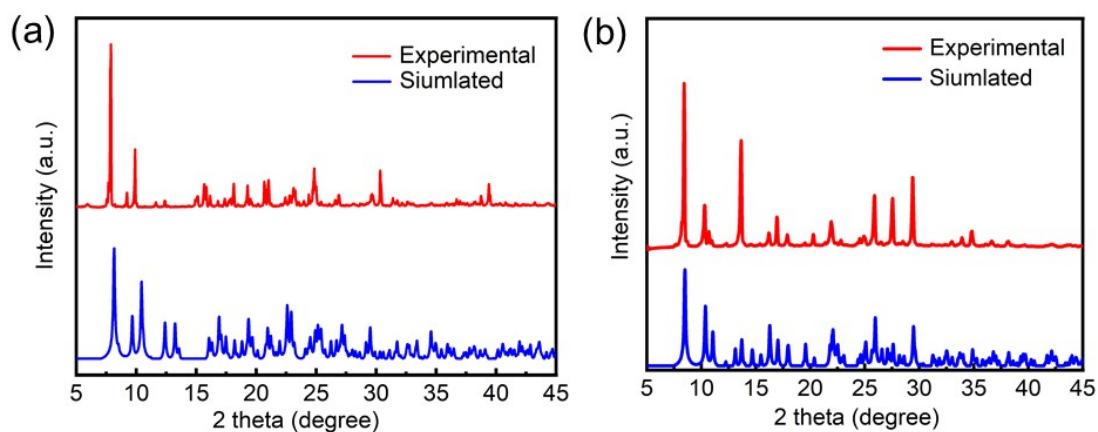 (a)
Intensity (a.u.)
Experimental
Siumlated
5 10 15 20 25 30 35 40 45
2 theta (degree)
(b)
Intensity (a.u.)
Experimental
Siumlated
5 10 15 20 25 30 35 40 45
2 theta (degree)